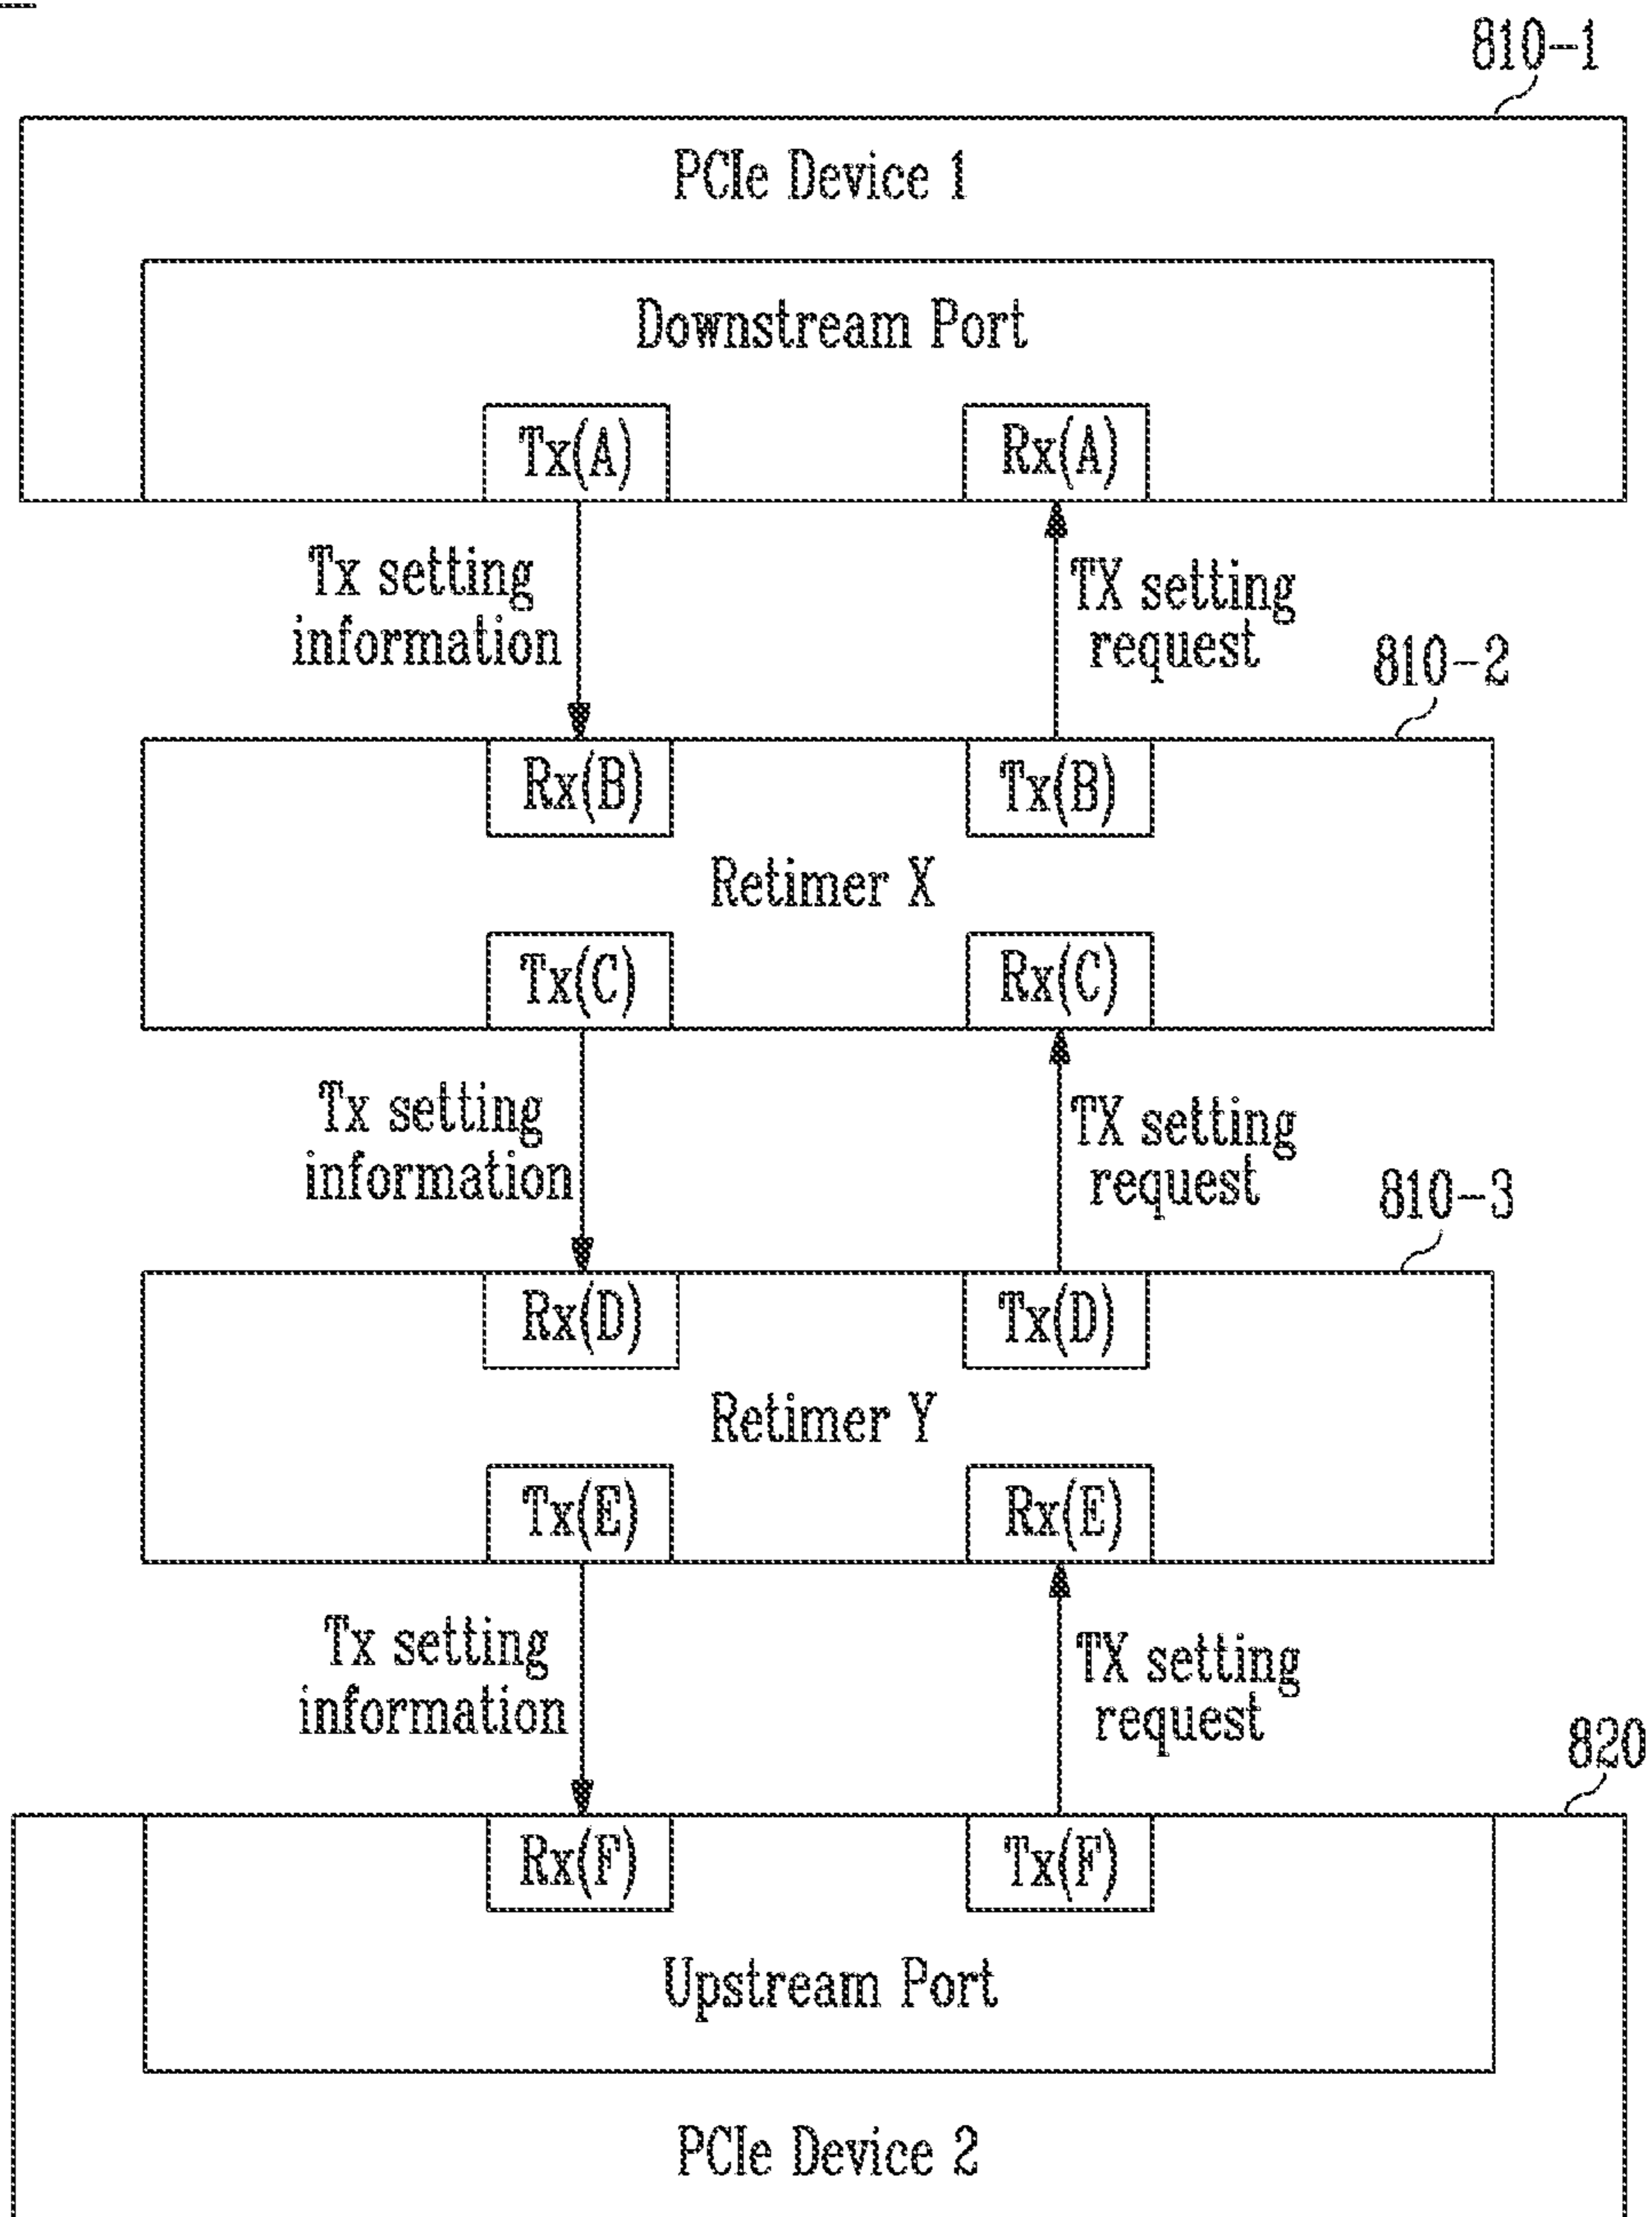 810-1
PCIe Device 1
Downstream Port
Tx(A)
Rx(A)
Tx setting
information
TX setting
request
810-2
Rx(B)
Tx(B)
Retimer X
Tx(C)
Rx(C)
Tx setting
information
TX setting
request
810-3
Rx(D)
Tx(D)
Retimer Y
Tx(E)
Rx(E)
Tx setting
information
TX setting
request
820
Rx(F)
Tx(F)
Upstream Port
PCIe Device 2